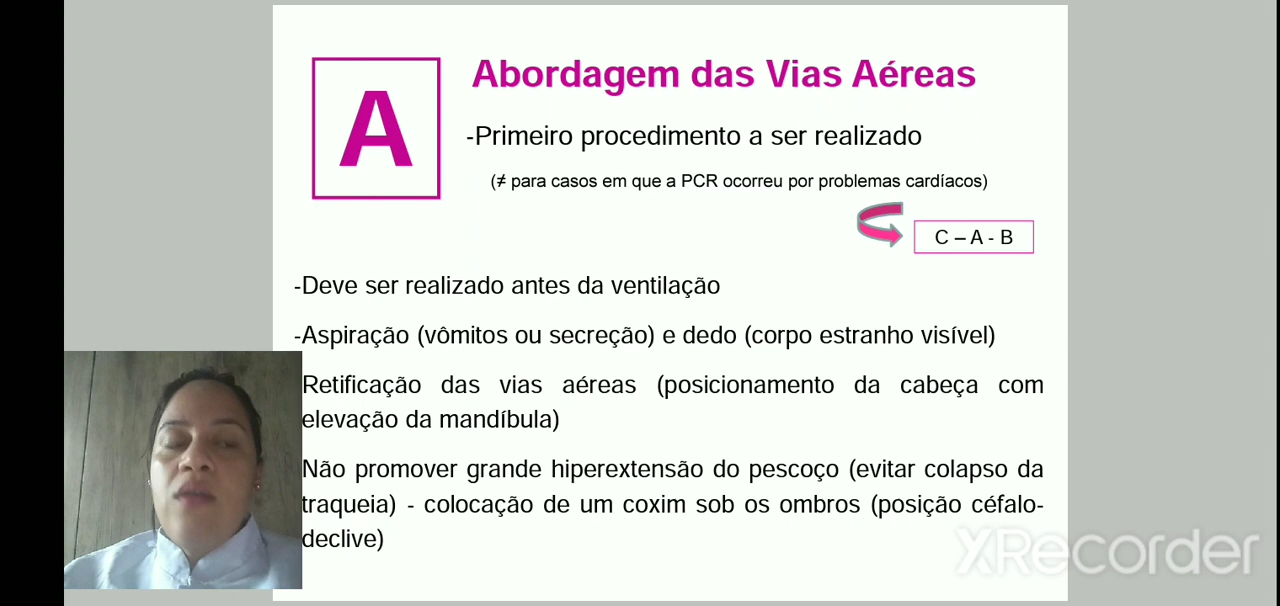 A
Abordagem das Vias Aéreas
-Primeiro procedimento a ser realizado
(≠ para casos em que a PCR ocorreu por problemas cardíacos)
C – A - B
-Deve ser realizado antes da ventilação
-Aspiração (vômitos ou secreção) e dedo (corpo estranho visível)
Retificação das vias aéreas (posicionamento da cabeça com
elevação da mandíbula)
Não promover grande hiperextensão do pescoço (evitar colapso da
traqueia) - colocação de um coxim sob os ombros (posição céfalo-
declive)
XRecorder